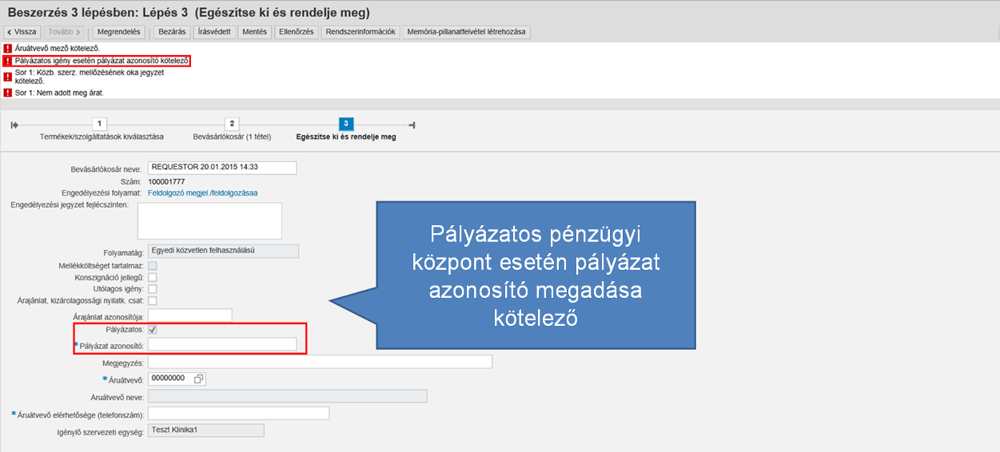 Beszerzés 3 lépésben: Lépés 3 (Egészítse ki és rendelje meg)
Vissza Tovább Megrendelés Bezárás Írásvédett Mentés Ellenőrzés Rendszerinformációk Memória-pillanatfelvétel létrehozása
Áruátvevő mező kötelező.
Pályázatos igény esetén pályázat azonosító kötelező
Sor 1: Közb. szerz. mellőzésének oka jegyzet
kötelező.
Sor 1: Nem adott meg árat.
1 2 3
Termékek/szolgáltatások kiválasztása Bevásárlókosár (1 tétel) Egészítse ki és rendelje meg
Bevásárlókosár neve: REQUESTOR 20.01.2015 14:33
Szám: 100001777
Engedélyezési folyamat: Feldolgozó megjel./feldolgozásaa
Engedélyezési jegyzet fejlécszinten:
Folyamatág: Egyedi közvetlen felhasználású
Mellékköltséget tartalmaz:
Konszignáció jellegű:
Utólagos igény:
Árajánlat, kizárolagossági nyilatk. csat:
Árajánlat azonosítója:
Pályázatos:
* Pályázat azonosító:
Megjegyzés:
* Áruátvevő: 00000000
Áruátvevő neve:
* Áruátvevő elérhetősége (telefonszám):
Igénylő szervezeti egység: Teszt Klinika1
Pályázatos pénzügyi
központ esetén pályázat
azonosító megadása
kötelező